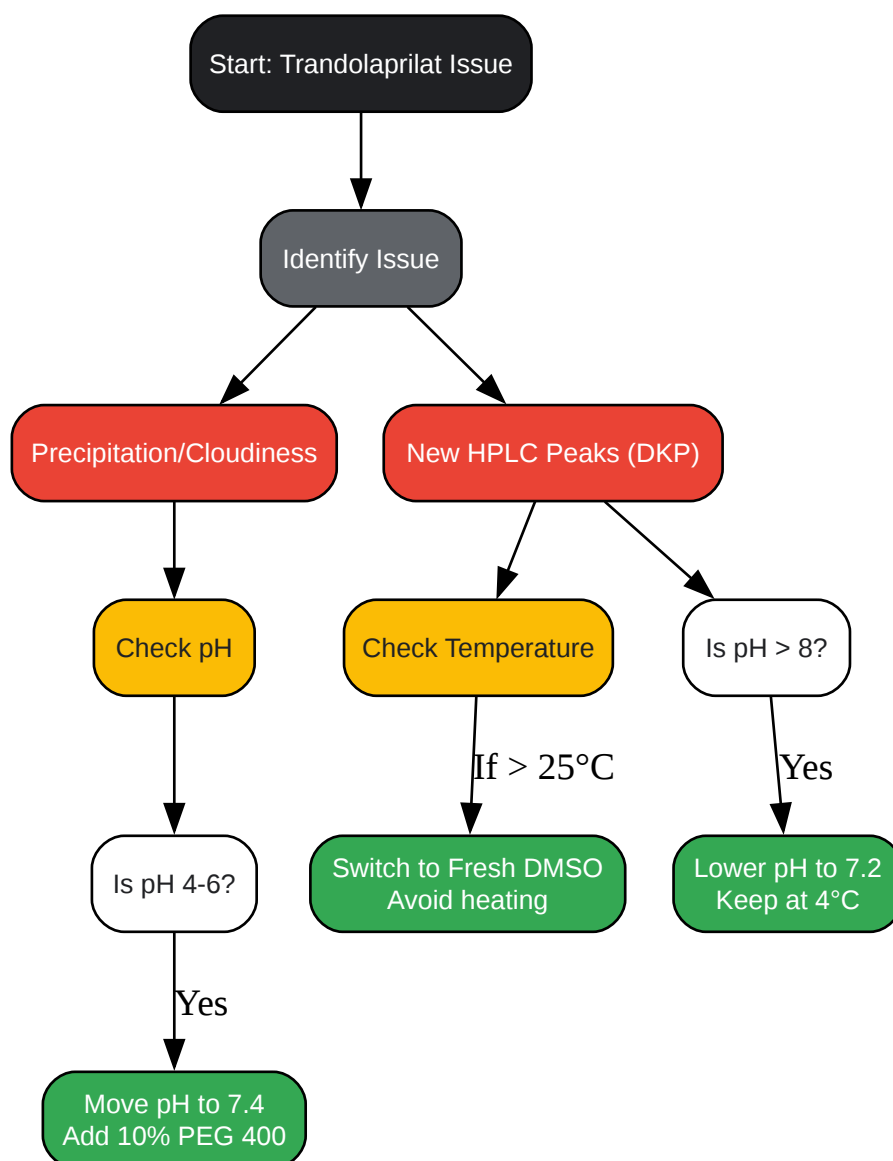 Start: Trandolaprilat Issue
Identify Issue
Precipitation/Cloudiness
New HPLC Peaks (DKP)
Check pH
Check Temperature
Is pH > 8?
If > 25°C
Yes
Is pH 4-6?
Switch to Fresh DMSO
Avoid heating
Lower pH to 7.2
Keep at 4°C
Yes
Move pH to 7.4
Add 10% PEG 400